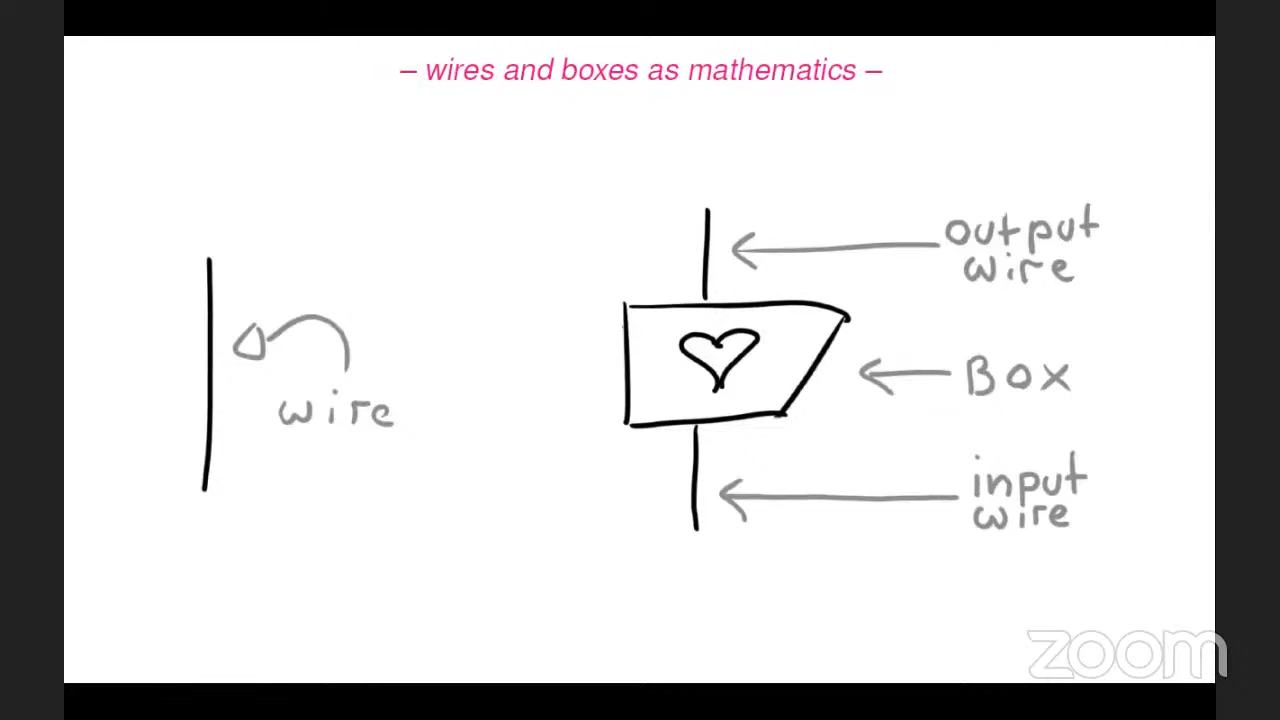 – wires and boxes as mathematics –
output
wire
wire
Box
input
wire
zoom